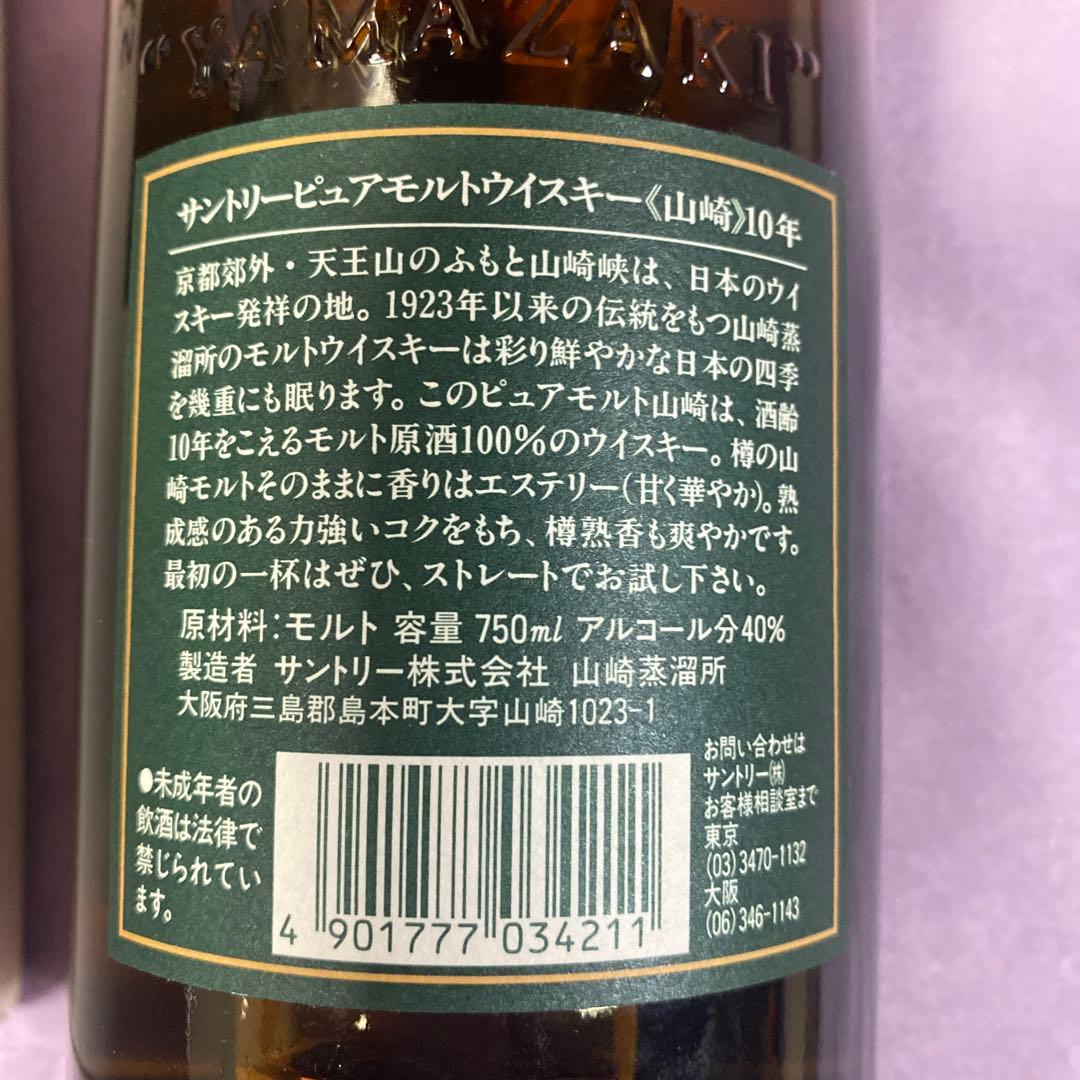 "YAMAZAKI"
サントリーピュアモルトウイスキー《山崎》10年
京都郊外・天王山のふもと山崎峡は、日本のウイ
スキー発祥の地。1923年以来の伝統をもつ山崎蒸
溜所のモルトウイスキーは彩り鮮やかな日本の四季
を幾重にも眠ります。このピュアモルト山崎は、酒齢
10年をこえるモルト原酒100%のウイスキー。樽の山
崎モルトそのままに香りはエステリー(甘く華やか)。熟
成感のある力強いコクをもち、樽熟香も爽やかです。
最初の一杯はぜひ、ストレートでお試し下さい。
原材料:モルト 容量 750ml アルコール分40%
製造者 サントリー株式会社 山崎蒸溜所
大阪府三島郡島本町大字山崎1023-1
●未成年者の
飲酒は法律で
禁じられてい
ます。
4 901777 034211
お問い合わせは
サントリー㈱
お客様相談室まで
東京
(03)3470-1132
大阪
(06)346-1143